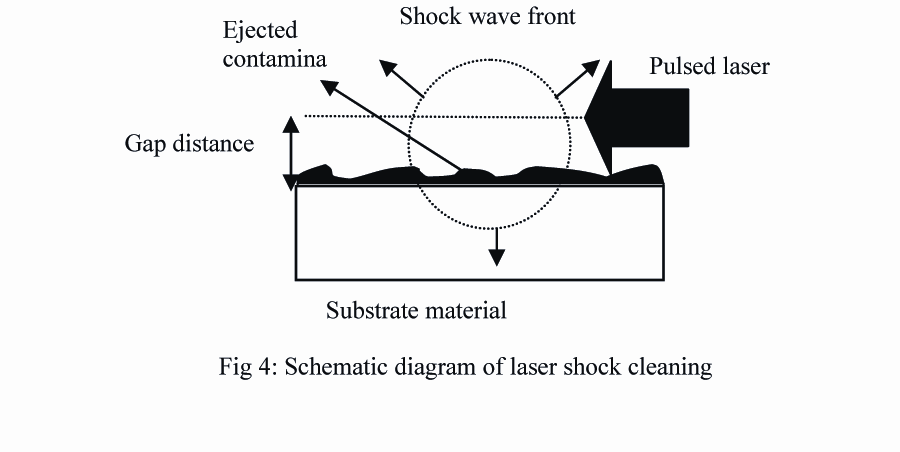 Shock wave front
Ejected
contamina
Pulsed laser
Gap distance
Substrate material
Fig 4: Schematic diagram of laser shock cleaning